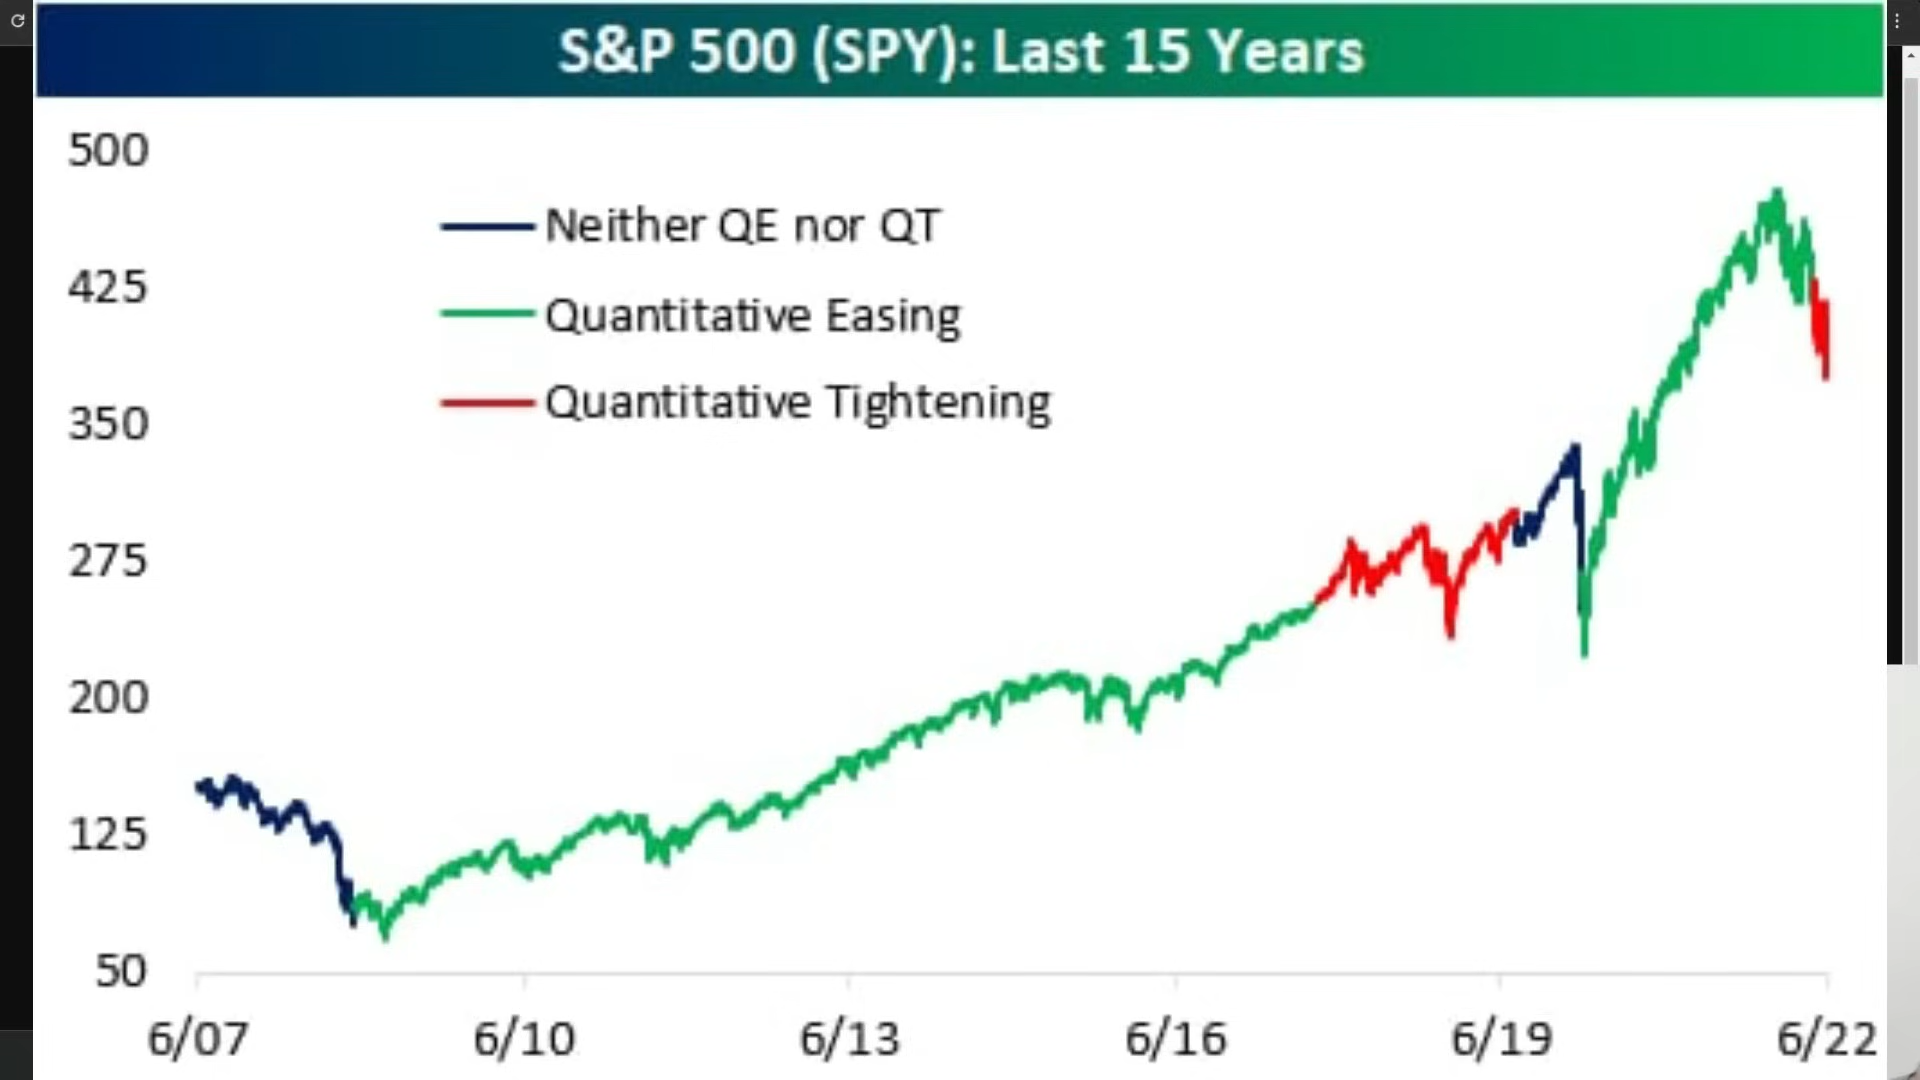 S&P 500 (SPY): Last 15 Years
500
Neither QE nor QT
425
Quantitative Easing
350
Quantitative Tightening
275
200
125
50
6/07 6/10 6/13 6/16 6/19 6/22